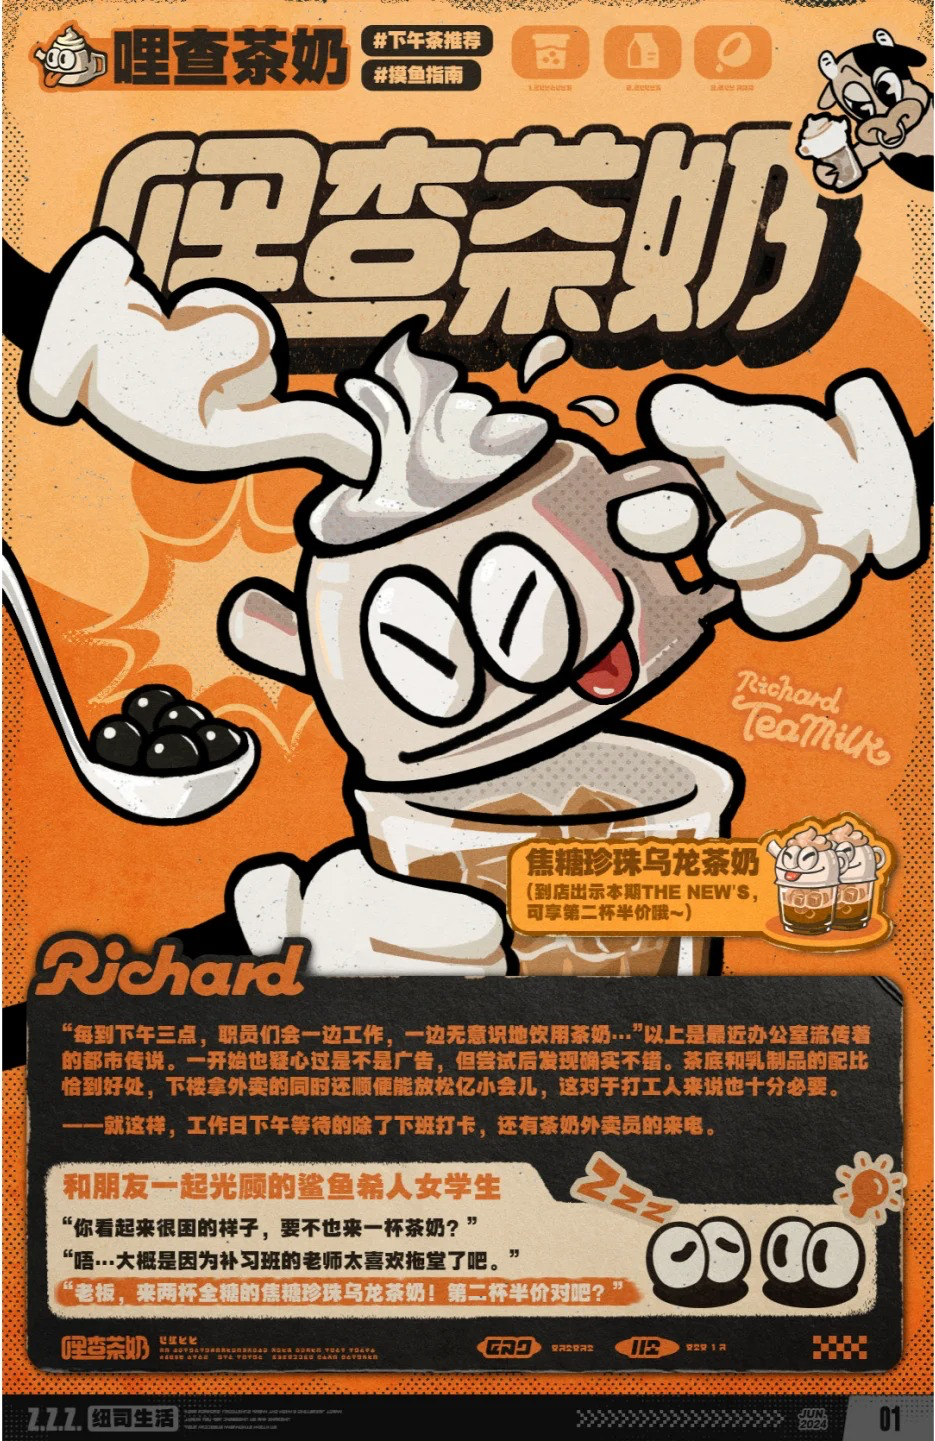 哩查茶奶
#下午茶推荐
#摸鱼指南
哩查茶奶
Richard
TeaMilk
焦糖珍珠乌龙茶奶
(到店出示本期THE NEW'S,
可享第二杯半价哦~)
Richard
“每到下午三点，职员们会一边工作，一边无意识地饮用茶奶…”以上是最近办公室流传着
的都市传说。一开始也疑心过是不是广告，但尝试后发现确实不错。茶底和乳制品的配比
恰到好处，下楼拿外卖的同时还顺便能放松亿小会儿，这对于打工人来说也十分必要。
——就这样，工作日下午等待的除了下班打卡，还有茶奶外卖员的来电。
和朋友一起光顾的鲨鱼希人女学生
“你看起来很困的样子，要不也来一杯茶奶？”
“唔…大概是因为补习班的老师太喜欢拖堂了吧。”
“老板，来两杯全糖的焦糖珍珠乌龙茶奶！第二杯半价对吧？”
Zzz
哩查茶奶
Z.Z.Z. 纽司生活
JUN.
2024
01